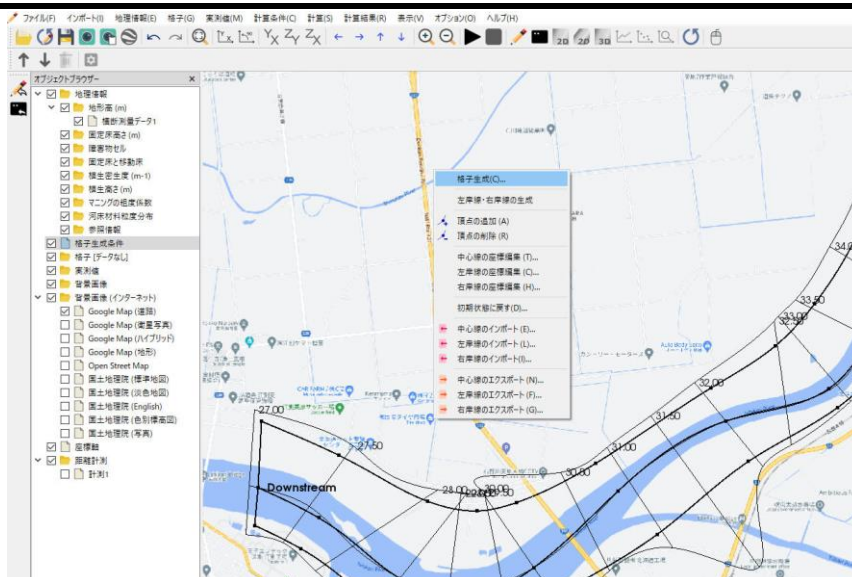 ファイル(F) インポート(I) 地理情報(E) 格子(G) 実測値(M) 計算条件(C) 計算(S) 計算結果(R) 表示(V) オプション(O) ヘルプ(H)
オブジェクトブラウザー
地理情報
地形高 (m)
横断測量データ1
固定床高さ (m)
障害物セル
固定床と移動床
植生密生度 (m-1)
植生高さ (m)
マニングの粗度係数
河床材料粒度分布
参照情報
格子生成条件
格子 [データなし]
実測値
背景画像
背景画像 (インターネット)
Google Map (道路)
Google Map (衛星写真)
Google Map (ハイブリッド)
Google Map (地形)
Open Street Map
国土地理院 (標準地図)
国土地理院 (淡色地図)
国土地理院 (English)
国土地理院 (色別標高図)
国土地理院 (写真)
座標軸
距離計測
計測1
格子生成(C)...
左岸線・右岸線の生成
頂点の追加 (A)
頂点の削除 (R)
中心線の座標編集 (T)...
左岸線の座標編集 (C)...
右岸線の座標編集 (H)...
初期状態に戻す(D)...
中心線のインポート (E)...
左岸線のインポート (L)...
右岸線のインポート(I)...
中心線のエクスポート (N)...
左岸線のエクスポート (F)...
右岸線のエクスポート (G)...
34.0
33.50
33.00
32.50
32.00
31.50
31.00
30.50
27.00
27.50
28.00
Downstream